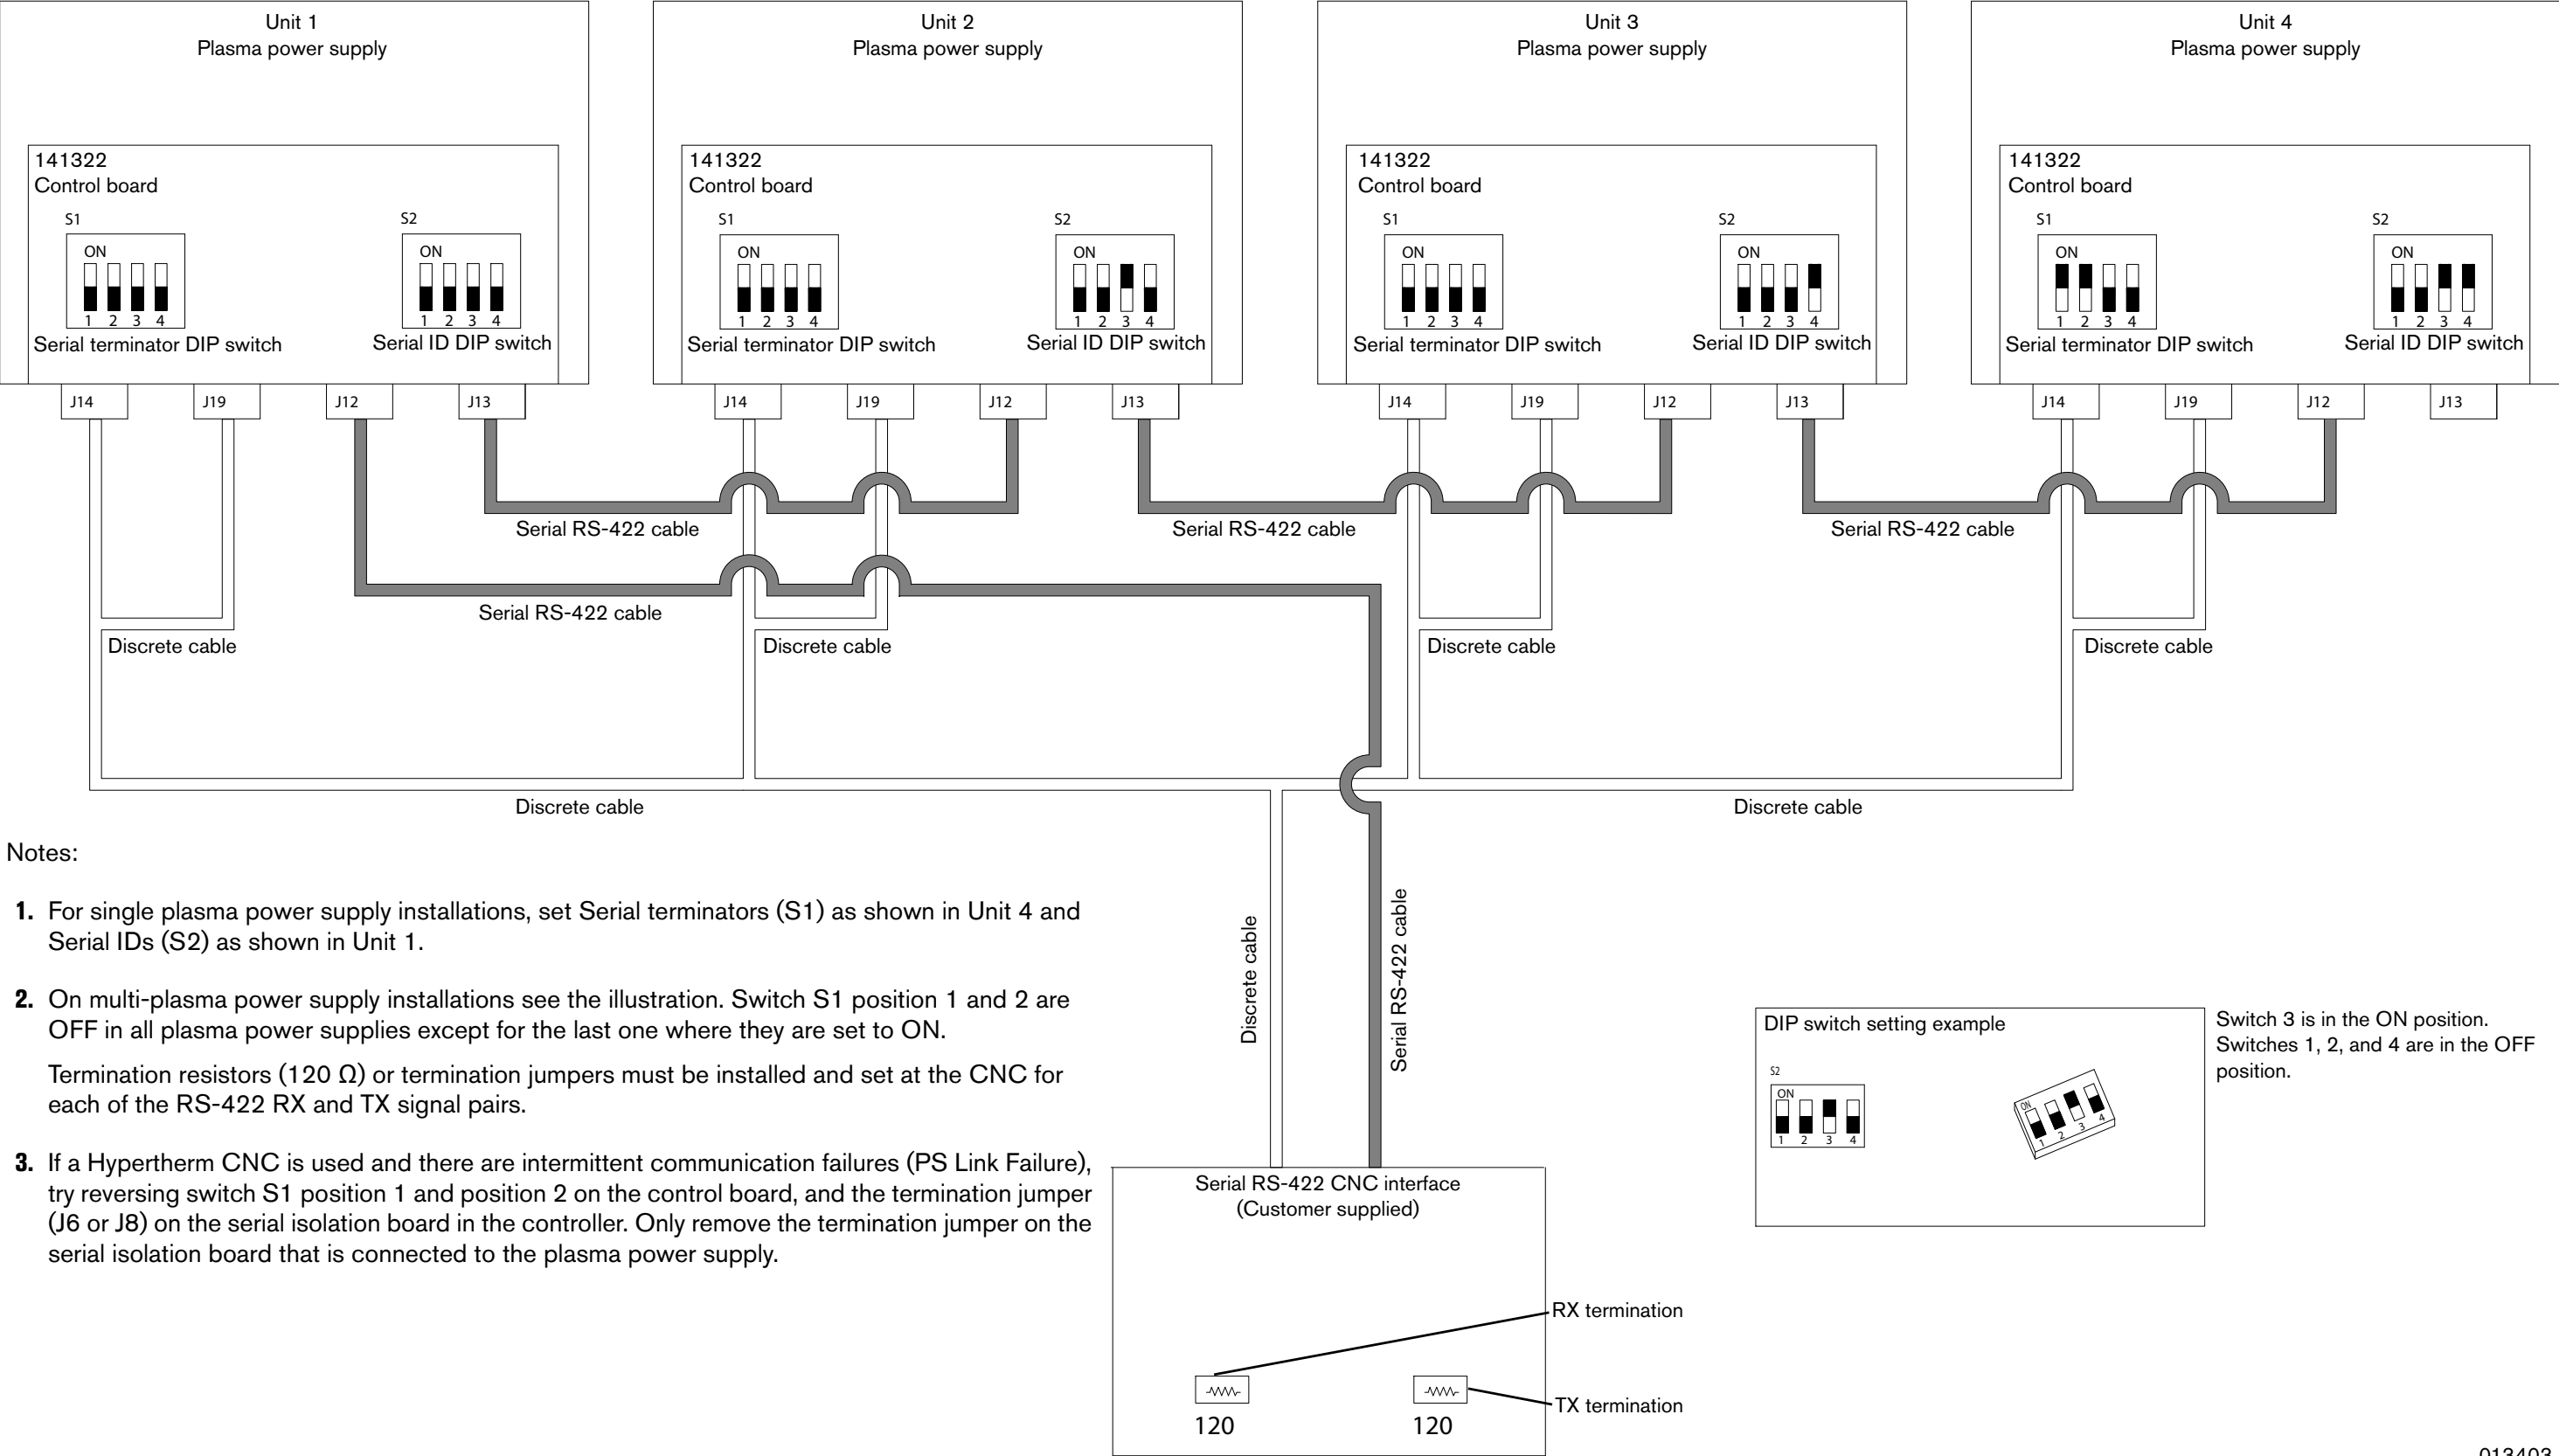 Unit 1
Plasma power supply
141322
Control board
S1
ON
1 2 3 4
Serial terminator DIP switch
S2
ON
1 2 3 4
Serial ID DIP switch
J14
J19
J12
J13
Unit 2
Plasma power supply
141322
Control board
S1
ON
1 2 3 4
Serial terminator DIP switch
S2
ON
1 2 3 4
Serial ID DIP switch
J14
J19
J12
J13
Unit 3
Plasma power supply
141322
Control board
S1
ON
1 2 3 4
Serial terminator DIP switch
S2
ON
1 2 3 4
Serial ID DIP switch
J14
J19
J12
J13
Unit 4
Plasma power supply
141322
Control board
S1
ON
1 2 3 4
Serial terminator DIP switch
S2
ON
1 2 3 4
Serial ID DIP switch
J14
J19
J12
J13
Serial RS-422 cable
Serial RS-422 cable
Serial RS-422 cable
Serial RS-422 cable
Discrete cable
Discrete cable
Discrete cable
Discrete cable
Discrete cable
Discrete cable
Notes:
1. For single plasma power supply installations, set Serial terminators (S1) as shown in Unit 4 and
Serial IDs (S2) as shown in Unit 1.
2. On multi-plasma power supply installations see the illustration. Switch S1 position 1 and 2 are
OFF in all plasma power supplies except for the last one where they are set to ON.
Termination resistors (120 Ω) or termination jumpers must be installed and set at the CNC for
each of the RS-422 RX and TX signal pairs.
3. If a Hypertherm CNC is used and there are intermittent communication failures (PS Link Failure),
try reversing switch S1 position 1 and position 2 on the control board, and the termination jumper
(J6 or J8) on the serial isolation board in the controller. Only remove the termination jumper on the
serial isolation board that is connected to the plasma power supply.
Discrete cable
Serial RS-422 cable
Serial RS-422 CNC interface
(Customer supplied)
RX termination
TX termination
120
120
DIP switch setting example
S2
ON
1 2 3 4
ON
1 2 3 4
Switch 3 is in the ON position.
Switches 1, 2, and 4 are in the OFF
position.